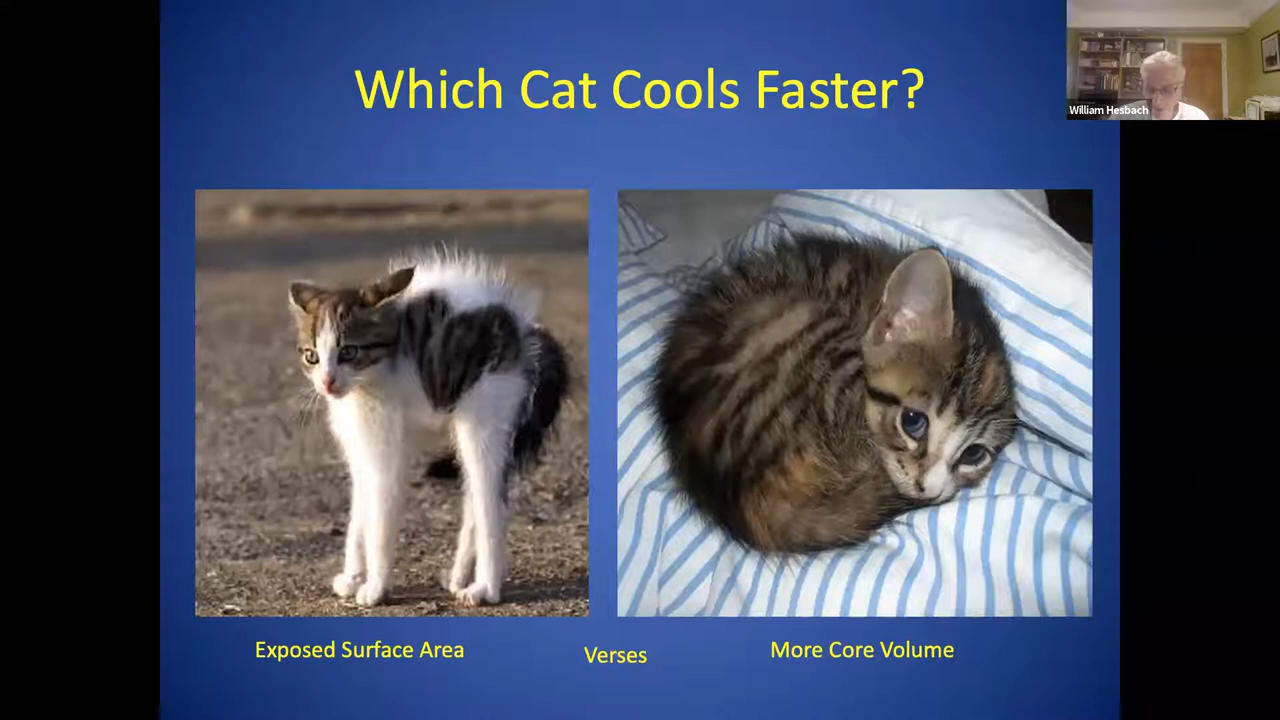 Which Cat Cools Faster?
William Hesbach
Exposed Surface Area
Verses
More Core Volume